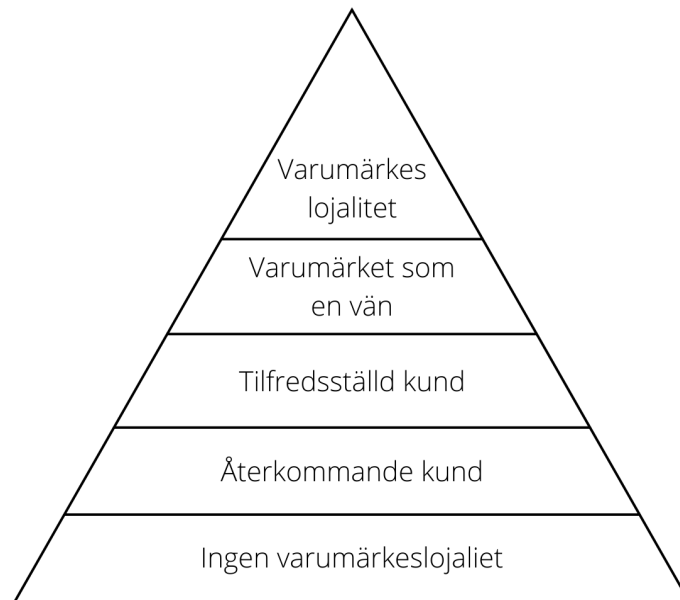 Varumärkes
lojalitet
Varumärket som
en vän
Tilfredsställd kund
Återkommande kund
Ingen varumärkeslojaliet